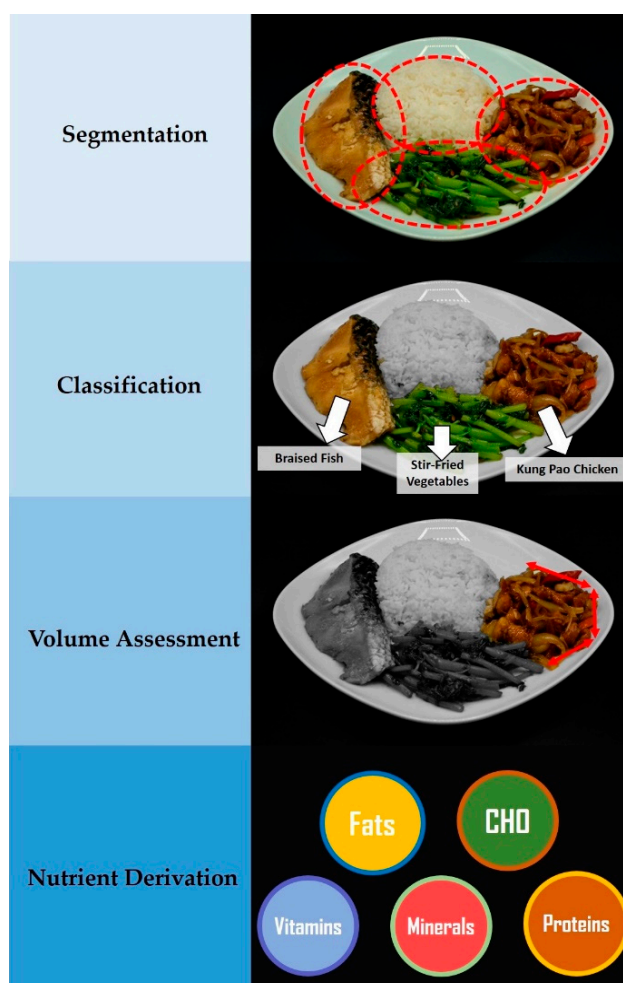 Segmentation
Classification
Braised Fish
Stir-Fried
Vegetables
Kung Pao Chicken
Volume Assessment
Nutrient Derivation
Fats
CHO
Vitamins
Minerals
Proteins